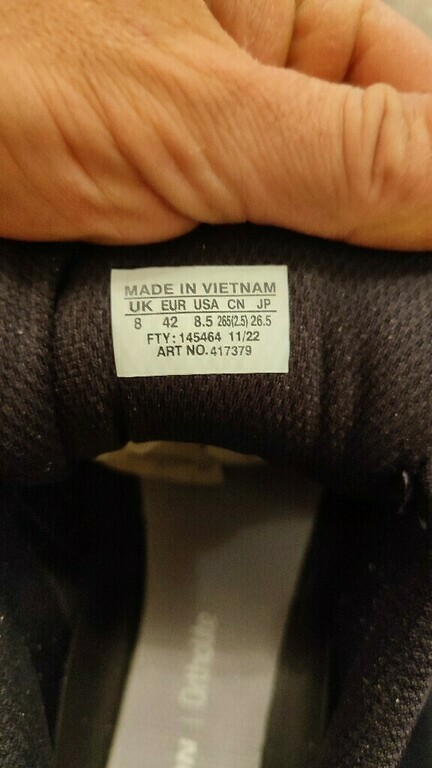 MADE IN VIETNAM
UK EUR USA CN JP
8 42 8.5 265(2.5) 26.5
FTY: 145464 11/22
ART NO. 417379
| Ortholite